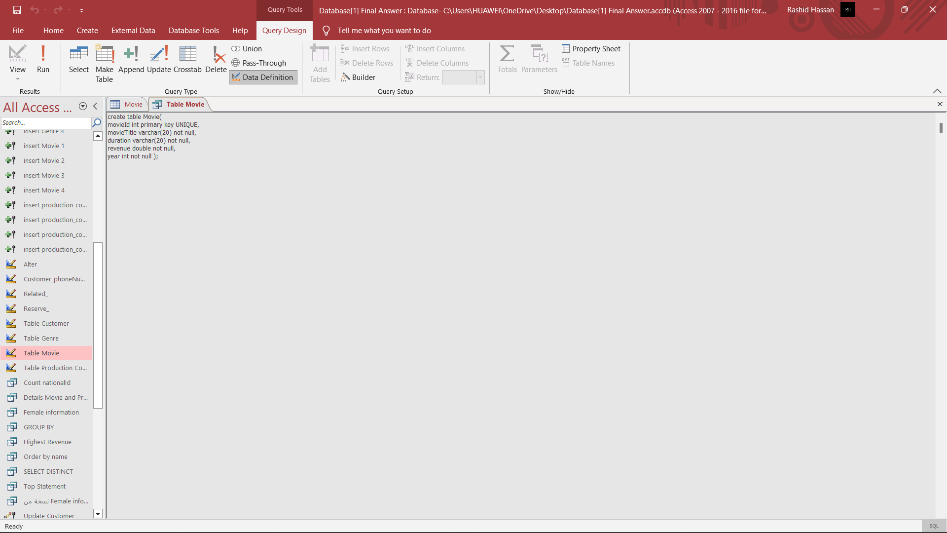 Query Tools
Database[1] Final Answer : Database- C:\Users\HUAWEI\OneDrive\Desktop\Database[1] Final Answer.accdb (Access 2007 - 2016 file for...
Rashid Hassan
File
Home
Create
External Data
Database Tools
Help
Query Design
Tell me what you want to do
View
Run
Select
Make Table
Append
Update
Crosstab
Delete
Union
Pass-Through
Data Definition
Add Tables
Insert Rows
Delete Rows
Builder
Insert Columns
Delete Columns
Return:
Totals
Parameters
Property Sheet
Table Names
Results
Query Type
Query Setup
Show/Hide
All Access ...
Search...
insert Movie 1
insert Movie 2
insert Movie 3
insert Movie 4
insert production_co...
insert production_co...
insert production_co...
insert production_co...
Alter
Customer_phoneNu...
Related_
Reserve_
Table Customer
Table Genre
Table Movie
Table Production Co...
Count nationalId
Details Movie and Pr...
Female information
GROUP BY
Highest Revenue
Order by name
SELECT DISTINCT
Top Statement
نسخة من Female info...
Update Customer
Movie
Table Movie
create table Movie(
movieId int primary key UNIQUE,
movieTitle varchar(20) not null,
duration varchar(20) not null,
revenue double not null,
year int not null );
Ready
SQL